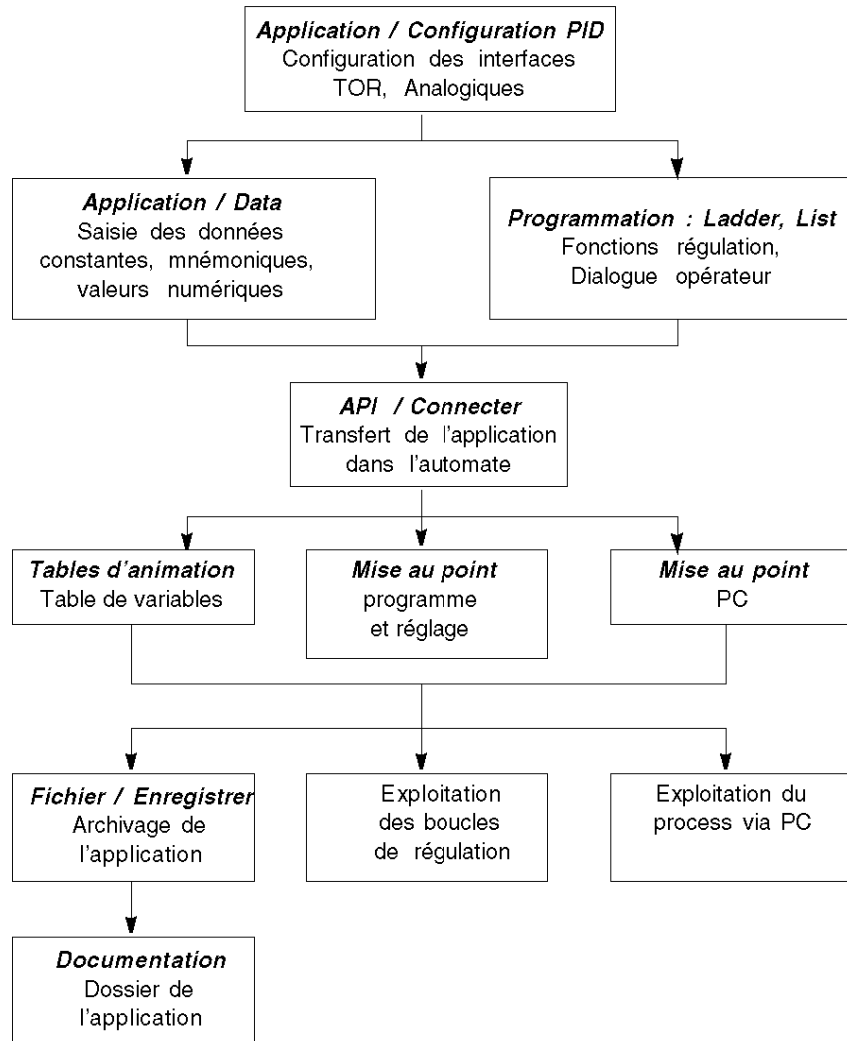 Application / Configuration PID
Configuration des interfaces
TOR, Analogiques
Application / Data
Saisie des données
constantes, mnémoniques,
valeurs numériques
Programmation : Ladder, List
Fonctions régulation,
Dialogue opérateur
API / Connecter
Transfert de l'application
dans l'automate
Tables d'animation
Table de variables
Mise au point
programme
et réglage
Mise au point
PC
Fichier / Enregistrer
Archivage de
l'application
Exploitation
des boucles
de régulation
Exploitation du
process via PC
Documentation
Dossier de
l'application